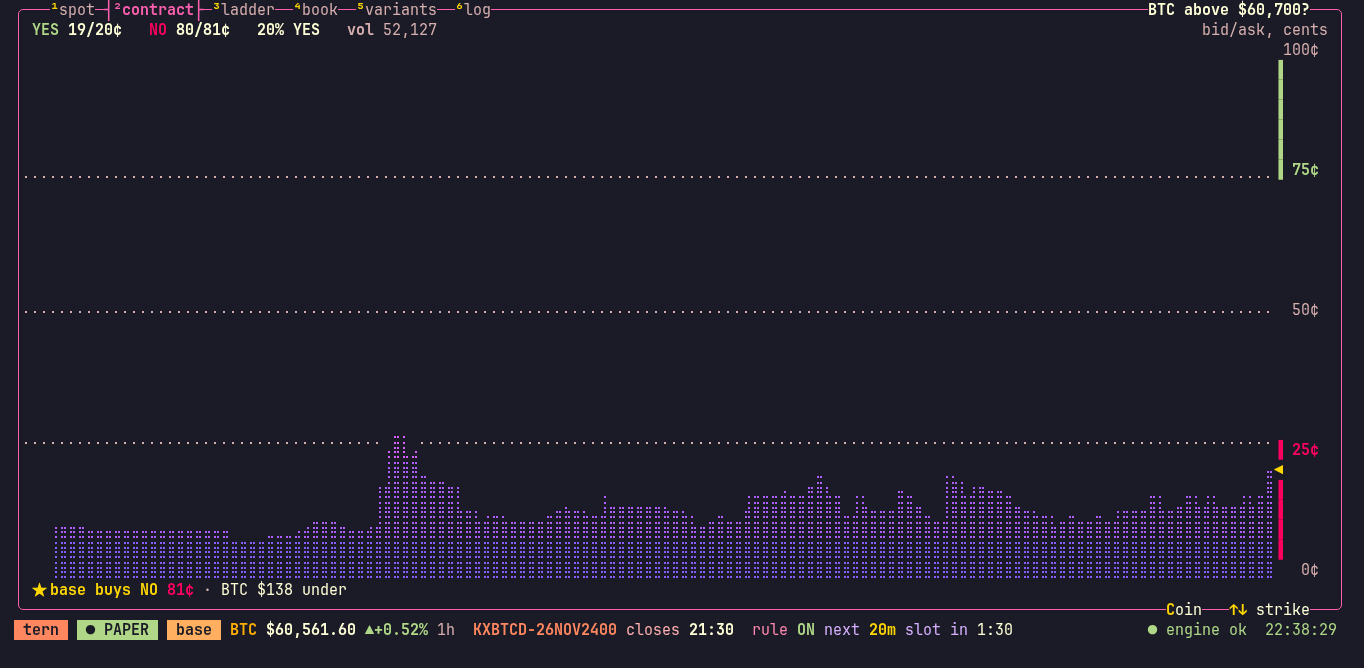 ¹spot ²contract ³ladder ⁴book ⁵variants ⁶log BTC above $60,700?
YES 19/20¢ NO 80/81¢ 20% YES vol 52,127 bid/ask, cents
100¢
75¢
50¢
25¢
0¢
★base buys NO 81¢ · BTC $138 under
Coin ↑↓ strike
tern ● PAPER base BTC $60,561.60 ▲+0.52% 1h KXBTCD-26NOV2400 closes 21:30 rule ON next 20m slot in 1:30 ● engine ok 22:38:29